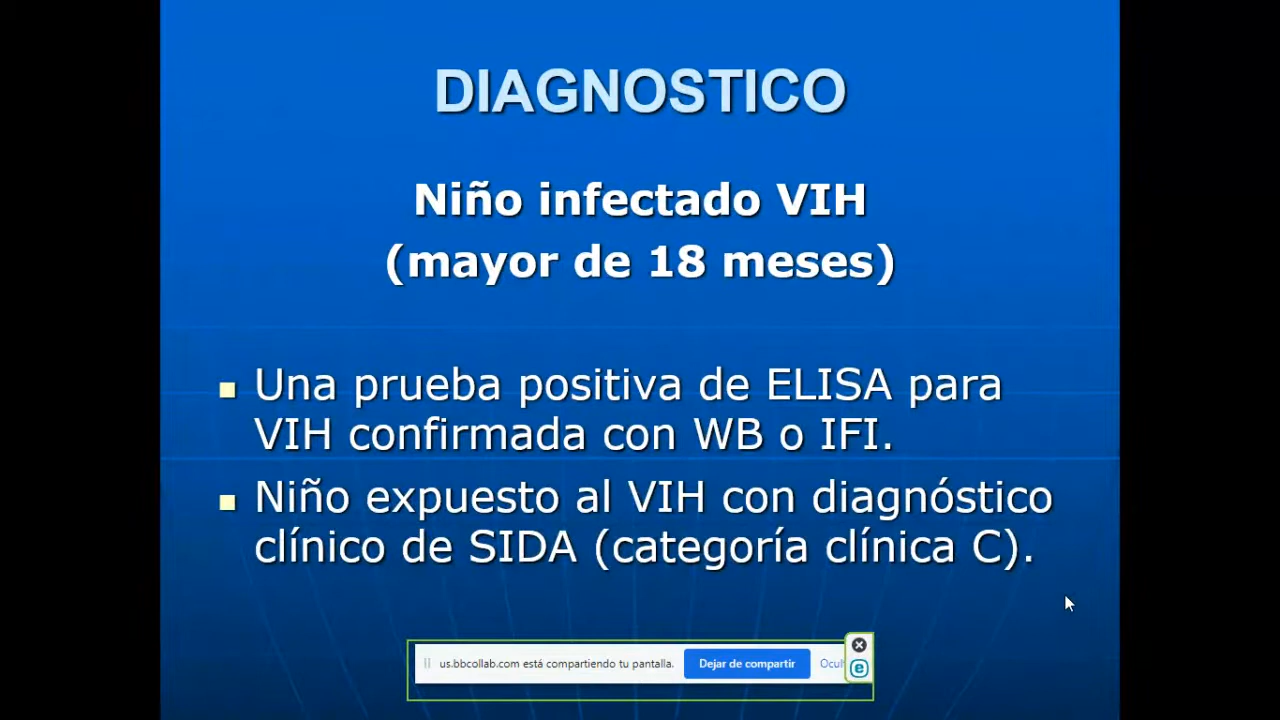 DIAGNOSTICO
Niño infectado VIH
(mayor de 18 meses)
Una prueba positiva de ELISA para
VIH confirmada con WB o IFI.
Niño expuesto al VIH con diagnóstico
clínico de SIDA (categoría clínica C).
us.bbcollab.com está compartiendo tu pantalla. Dejar de compartir